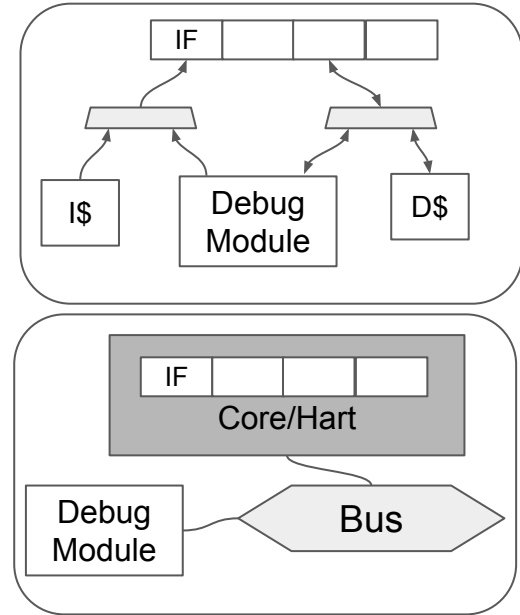 IF
I$
Debug
Module
D$
IF
Core/Hart
Debug
Module
Bus